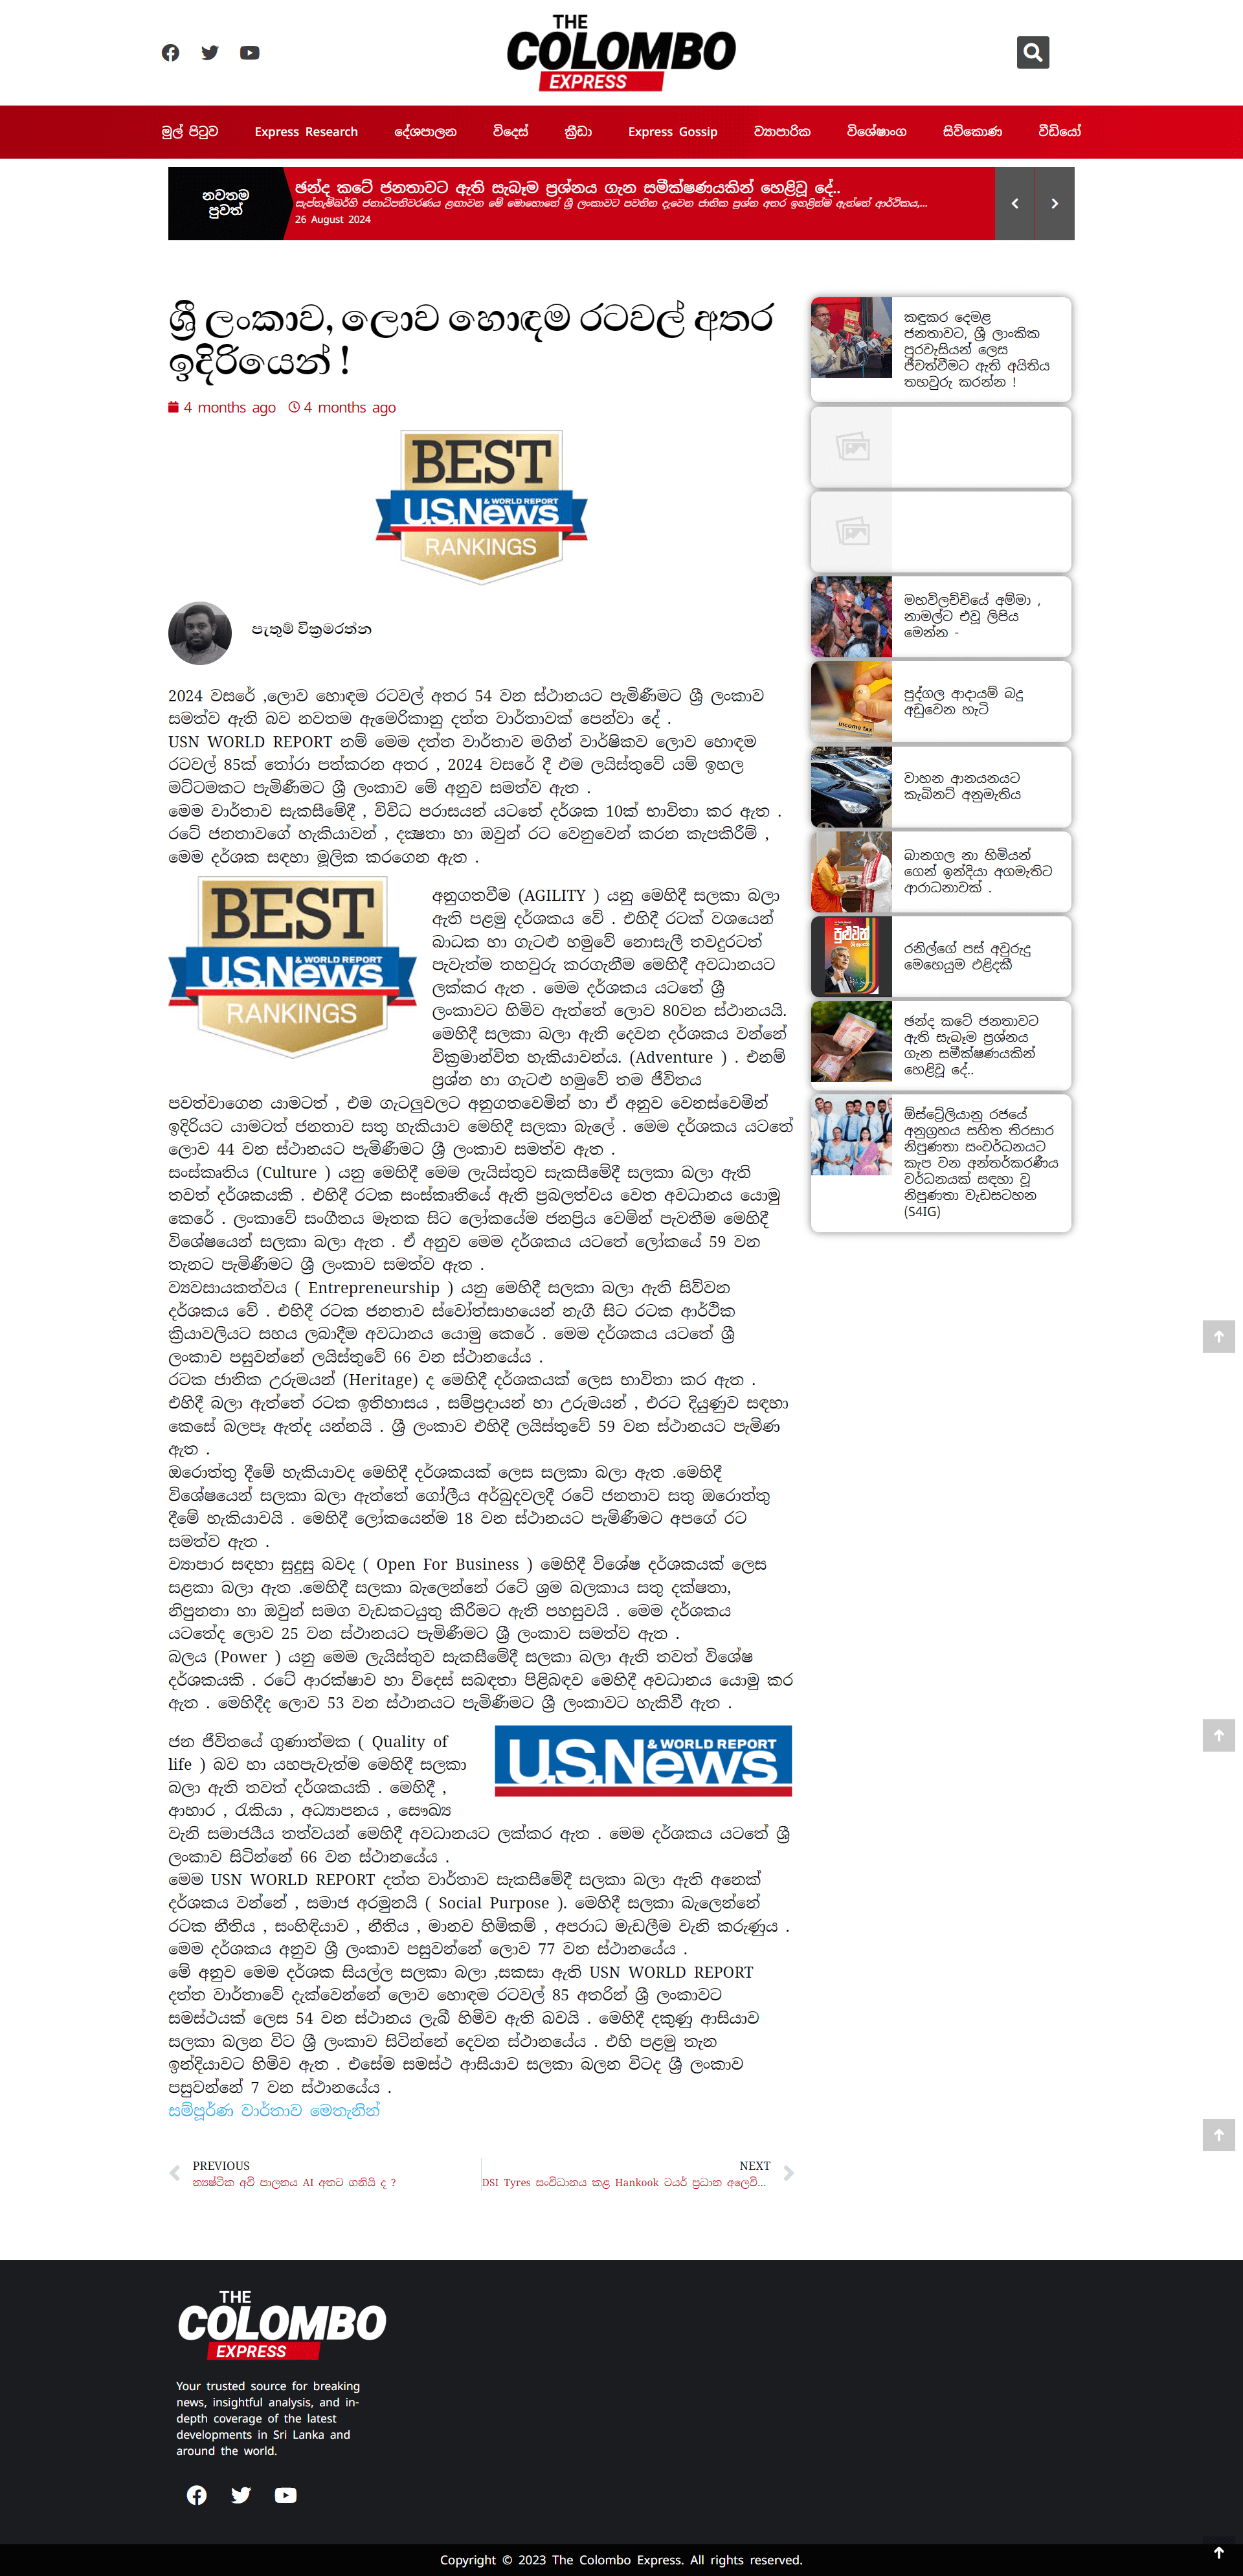 THE
COLOMBO
EXPRESS
මුල් පිටුව
Express Research
දේශපාලන
විදෙස්
ක්‍රීඩා
Express Gossip
ව්‍යාපාරික
විශේෂාංග
සිව්කොණ
වීඩියෝ
නවතම
පුවත්
ඡන්ද කටේ ජනතාවට ඇති සැබෑම ප්‍රශ්නය ගැන සමීක්ෂණයකින් හෙළිවූ දේ..
සැප්තැම්බර්හි ජනාධිපතිවරණය ළඟාවන මේ මොහොතේ ශ්‍රී ලංකාවට පවතින දැවෙන ජාතික ප්‍රශ්න අතර ඉහළින්ම ඇත්තේ ආර්ථිකය,...
26 August 2024
ශ්‍රී ලංකාව, ලොව හොඳම රටවල් අතර
ඉදිරියෙන් !
4 months ago 4 months ago
BEST
U.S.News
& WORLD REPORT
RANKINGS
පැතුම් වික්‍රමරත්න
2024 වසරේ ,ලොව හොඳම රටවල් අතර 54 වන ස්ථානයට පැමිණීමට ශ්‍රී ලංකාව
සමත්ව ඇති බව නවතම ඇමෙරිකානු දත්ත වාර්තාවක් පෙන්වා දේ .
USN WORLD REPORT නම් මෙම දත්ත වාර්තාව මගින් වාර්ෂිකව ලොව හොඳම
රටවල් 85ක් තෝරා පත්කරන අතර , 2024 වසරේ දී එම ලයිස්තුවේ යම් ඉහල
මට්ටමකට පැමිණීමට ශ්‍රී ලංකාව මේ අනුව සමත්ව ඇත .
මෙම වාර්තාව සැකසීමේදී , විවිධ පරාසයන් යටතේ දර්ශක 10ක් භාවිතා කර ඇත .
රටේ ජනතාවගේ හැකියාවන් , දක්‍ෂතා හා ඔවුන් රට වෙනුවෙන් කරන කැපකිරීම් ,
මෙම දර්ශක සඳහා මූලික කරගෙන ඇත .
BEST
U.S.News
& WORLD REPORT
RANKINGS
අනුගතවීම (AGILITY ) යනු මෙහිදී සලකා බලා
ඇති පළමු දර්ශකය වේ . එහිදී රටක් වශයෙන්
බාධක හා ගැටළු හමුවේ නොසැලී තවදුරටත්
පැවැත්ම තහවුරු කරගැනීම මෙහිදී අවධානයට
ලක්කර ඇත . මෙම දර්ශකය යටතේ ශ්‍රී
ලංකාවට හිමිව ඇත්තේ ලොව 80වන ස්ථානයයි.
මෙහිදී සලකා බලා ඇති දෙවන දර්ශකය වන්නේ
වික්‍රමාන්විත හැකියාවන්ය. (Adventure ) . එනම්
ප්‍රශ්න හා ගැටළු හමුවේ තම ජීවිතය
පවත්වාගෙන යාමටත් , එම ගැටලුවලට අනුගතවෙමින් හා ඒ අනුව වෙනස්වෙමින්
ඉදිරියට යාමටත් ජනතාව සතු හැකියාව මෙහිදී සලකා බැලේ . මෙම දර්ශකය යටතේ
ලොව 44 වන ස්ථානයට පැමිණීමට ශ්‍රී ලංකාව සමත්ව ඇත .
සංස්කෘතිය (Culture ) යනු මෙහිදී මෙම ලැයිස්තුව සැකසීමේදී සලකා බලා ඇති
තවත් දර්ශකයකි . එහිදී රටක සංස්කෘතියේ ඇති ප්‍රබලත්වය වෙත අවධානය යොමු
කෙරේ . ලංකාවේ සංගීතය මෑතක සිට ලෝකයේම ජනප්‍රිය වෙමින් පැවතීම මෙහිදී
විශේෂයෙන් සලකා බලා ඇත . ඒ අනුව මෙම දර්ශකය යටතේ ලෝකයේ 59 වන
තැනට පැමිණීමට ශ්‍රී ලංකාව සමත්ව ඇත .
ව්‍යවසායකත්වය ( Entrepreneurship ) යනු මෙහිදී සලකා බලා ඇති සිව්වන
දර්ශකය වේ . එහිදී රටක ජනතාව ස්වෝත්සාහයෙන් නැගී සිට රටක ආර්ථික
ක්‍රියාවලියට සහය ලබාදීම අවධානය යොමු කෙරේ . මෙම දර්ශකය යටතේ ශ්‍රී
ලංකාව පසුවන්නේ ලයිස්තුවේ 66 වන ස්ථානයේය .
රටක ජාතික උරුමයන් (Heritage) ද මෙහිදී දර්ශකයක් ලෙස භාවිතා කර ඇත .
එහිදී බලා ඇත්තේ රටක ඉතිහාසය , සම්ප්‍රදායන් හා උරුමයන් , එරට දියුණුව සඳහා
කෙසේ බලපෑ ඇත්ද යන්නයි . ශ්‍රී ලංකාව එහිදී ලයිස්තුවේ 59 වන ස්ථානයට පැමිණ
ඇත .
ඔරොත්තු දීමේ හැකියාවද මෙහිදී දර්ශකයක් ලෙස සලකා බලා ඇත .මෙහිදී
විශේෂයෙන් සලකා බලා ඇත්තේ ගෝලීය අර්බුදවලදී රටේ ජනතාව සතු ඔරොත්තු
දීමේ හැකියාවයි . මෙහිදී ලෝකයෙන්ම 18 වන ස්ථානයට පැමිණීමට අපගේ රට
සමත්ව ඇත .
ව්‍යාපාර සඳහා සුදුසු බවද ( Open For Business ) මෙහිදී විශේෂ දර්ශකයක් ලෙස
සළකා බලා ඇත .මෙහිදී සලකා බැලෙන්නේ රටේ ශ්‍රම බලකාය සතු දක්ෂතා,
නිපුනතා හා ඔවුන් සමග වැඩකටයුතු කිරීමට ඇති පහසුවයි . මෙම දර්ශකය
යටතේද ලොව 25 වන ස්ථානයට පැමිණීමට ශ්‍රී ලංකාව සමත්ව ඇත .
බලය (Power ) යනු මෙම ලැයිස්තුව සැකසීමේදී සලකා බලා ඇති තවත් විශේෂ
දර්ශකයකි . රටේ ආරක්ෂාව හා විදෙස් සබඳතා පිළිබඳව මෙහිදී අවධානය යොමු කර
ඇත . මෙහිදීද ලොව 53 වන ස්ථානයට පැමිණීමට ශ්‍රී ලංකාවට හැකිවී ඇත .
ජන ජීවිතයේ ගුණාත්මක ( Quality of
life ) බව හා යහපැවැත්ම මෙහිදී සලකා
බලා ඇති තවත් දර්ශකයකි . මෙහිදී ,
ආහාර , රැකියා , අධ්‍යාපනය , සෞඛ්‍ය
U.S.News
& WORLD REPORT
වැනි සමාජයීය තත්වයන් මෙහිදී අවධානයට ලක්කර ඇත . මෙම දර්ශකය යටතේ ශ්‍රී
ලංකාව සිටින්නේ 66 වන ස්ථානයේය .
මෙම USN WORLD REPORT දත්ත වාර්තාව සැකසීමේදී සලකා බලා ඇති අනෙක්
දර්ශකය වන්නේ , සමාජ අරමුනයි ( Social Purpose ). මෙහිදී සලකා බැලෙන්නේ
රටක නීතිය , සංහිඳියාව , නීතිය , මානව හිමිකම් , අපරාධ මැඩලීම වැනි කරුණුය .
මෙම දර්ශකය අනුව ශ්‍රී ලංකාව පසුවන්නේ ලොව 77 වන ස්ථානයේය .
මේ අනුව මෙම දර්ශක සියල්ල සලකා බලා ,සකසා ඇති USN WORLD REPORT
දත්ත වාර්තාවේ දැක්වෙන්නේ ලොව හොඳම රටවල් 85 අතරින් ශ්‍රී ලංකාවට
සමස්ථයක් ලෙස 54 වන ස්ථානය ලැබී හිමිව ඇති බවයි . මෙහිදී දකුණු ආසියාව
සලකා බලන විට ශ්‍රී ලංකාව සිටින්නේ දෙවන ස්ථානයේය . එහි පළමු තැන
ඉන්දියාවට හිමිව ඇත . එසේම සමස්ථ ආසියාව සලකා බලන විටද ශ්‍රී ලංකාව
පසුවන්නේ 7 වන ස්ථානයේය .
සම්පූර්ණ වාර්තාව මෙතැනින්
PREVIOUS
න්‍යෂ්ටික අවි පාලනය AI අතට ගනියි ද ?
NEXT
DSI Tyres සංවිධානය කළ Hankook ටයර් ප්‍රධාන අලෙවි...
කඳුකර දෙමළ
ජනතාවට, ශ්‍රී ලාංකික
පුරවැසියන් ලෙස
ජීවත්වීමට ඇති අයිතිය
තහවුරු කරන්න !
මහවිලච්චියේ අම්මා ,
නාමල්ට එවූ ලිපිය
මෙන්න -
income tax
පුද්ගල ආදායම් බදු
අඩුවෙන හැටි
වාහන ආනයනයට
කැබිනට් අනුමැතිය
බානගල නා හිමියන්
ගෙන් ඉන්දියා අගමැතිට
ආරාධනාවක් .
පුළුවන්
රනිල්ගේ පස් අවුරුදු
මෙහෙයුම එළිදකී
ඡන්ද කටේ ජනතාවට
ඇති සැබෑම ප්‍රශ්නය
ගැන සමීක්ෂණයකින්
හෙළිවූ දේ..
ඕස්ට්‍රේලියානු රජයේ
අනුග්‍රහය සහිත තිරසාර
නිපුණතා සංවර්ධනයට
කැප වන අන්තර්කරණීය
වර්ධනයක් සඳහා වූ
නිපුණතා වැඩසටහන
(S4IG)
THE
COLOMBO
EXPRESS
Your trusted source for breaking
news, insightful analysis, and in-
depth coverage of the latest
developments in Sri Lanka and
around the world.
Copyright © 2023 The Colombo Express. All rights reserved.